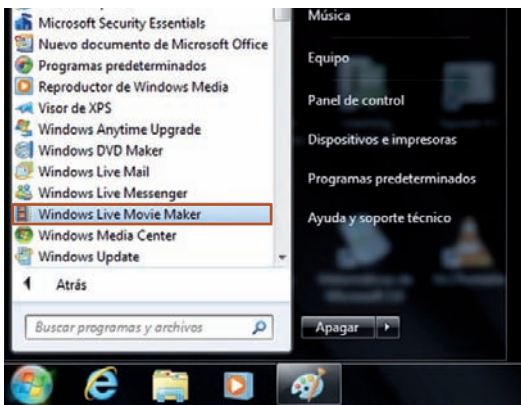 Microsoft Security Essentials
Nuevo documento de Microsoft Office
Programas predeterminados
Reproductor de Windows Media
Visor de XPS
Windows Anytime Upgrade
Windows DVD Maker
Windows Live Mail
Windows Live Messenger
Windows Live Movie Maker
Windows Media Center
Windows Update
Atrás
Buscar programas y archivos
Música
Equipo
Panel de control
Dispositivos e impresoras
Programas predeterminados
Ayuda y soporte técnico
Apagar